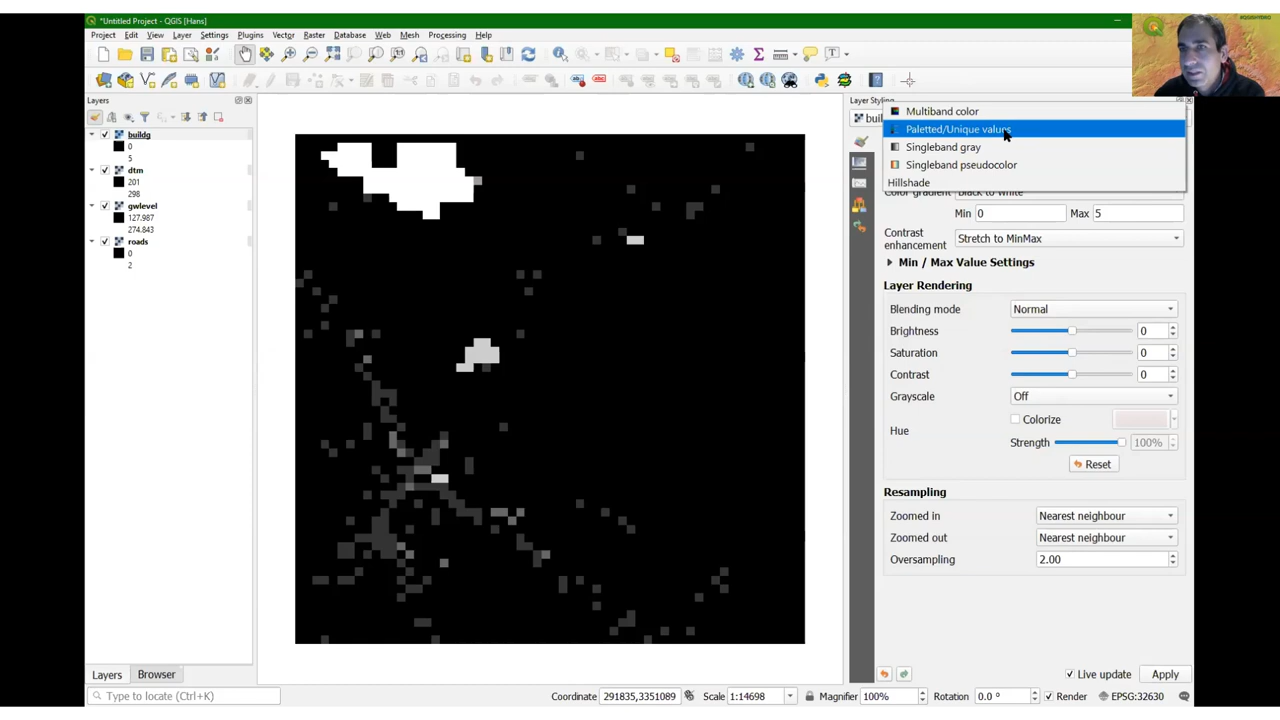 *Untitled Project - QGIS [Hans]
Project Edit View Layer Settings Plugins Vector Raster Database Web Mesh Processing Help
Layers
buildg
0
5
dtm
201
298
gwlevel
127.987
274.843
roads
0
2
Layers Browser
Type to locate (Ctrl+K)
Layer Styling
Multiband color
Paletted/Unique values
Singleband gray
Singleband pseudocolor
Hillshade
Color gradient Black to white
Min 0 Max 5
Contrast enhancement Stretch to MinMax
Min / Max Value Settings
Layer Rendering
Blending mode Normal
Brightness 0
Saturation 0
Contrast 0
Grayscale Off
Hue Colorize
Strength 100%
Reset
Resampling
Zoomed in Nearest neighbour
Zoomed out Nearest neighbour
Oversampling 2.00
Live update Apply
Coordinate 291835,3351089 Scale 1:14698 Magnifier 100% Rotation 0.0 ° Render EPSG:32630